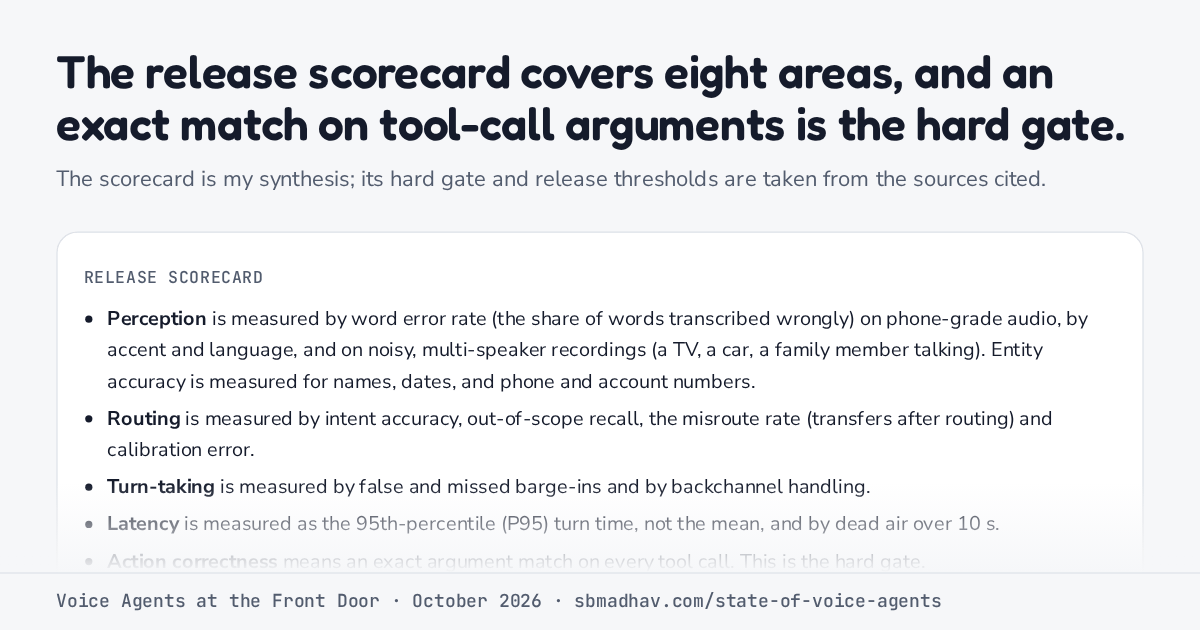 The release scorecard covers eight areas, and an
exact match on tool-call arguments is the hard gate.
The scorecard is my synthesis; its hard gate and release thresholds are taken from the sources cited.
RELEASE SCORECARD
• Perception is measured by word error rate (the share of words transcribed wrongly) on phone-grade audio, by
accent and language, and on noisy, multi-speaker recordings (a TV, a car, a family member talking). Entity
accuracy is measured for names, dates, and phone and account numbers.
• Routing is measured by intent accuracy, out-of-scope recall, the misroute rate (transfers after routing) and
calibration error.
• Turn-taking is measured by false and missed barge-ins and by backchannel handling.
• Latency is measured as the 95th-percentile (P95) turn time, not the mean, and by dead air over 10 s.
• Action correctness means an exact argument match on every tool call. This is the hard gate.
Voice Agents at the Front Door · October 2026 · sbmadhav.com/state-of-voice-agents